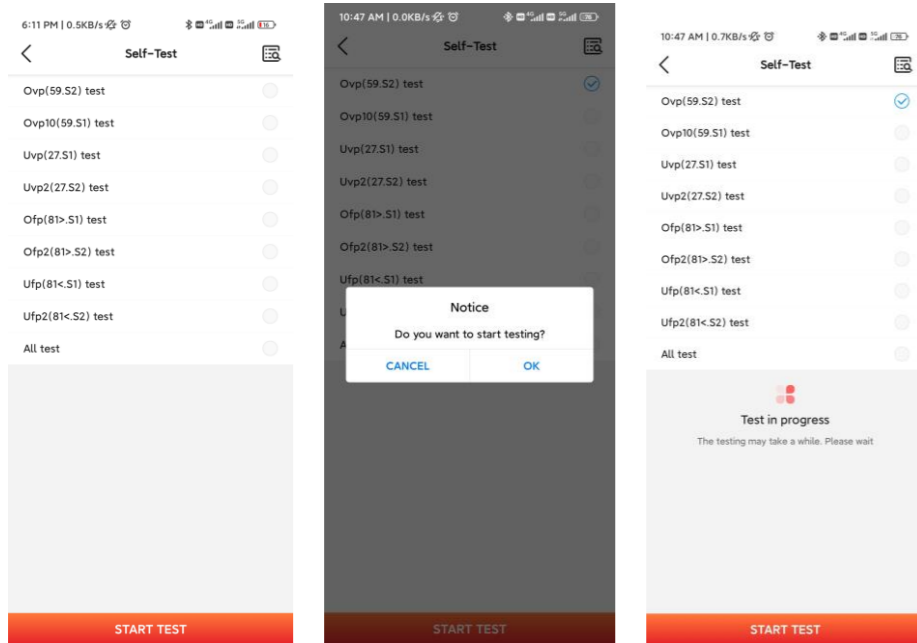 6:11 PM | 0.5KB/s
Self-Test
Ovp(59.S2) test
Ovp10(59.S1) test
Uvp(27.S1) test
Uvp2(27.S2) test
Ofp(81>.S1) test
Ofp2(81>.S2) test
Ufp(81<.S1) test
Ufp2(81<.S2) test
All test
START TEST
10:47 AM | 0.0KB/s
Self-Test
Ovp(59.S2) test
Ovp10(59.S1) test
Uvp(27.S1) test
Uvp2(27.S2) test
Ofp(81>.S1) test
Ofp2(81>.S2) test
Ufp(81<.S1) test
Notice
Do you want to start testing?
CANCEL OK
START TEST
10:47 AM | 0.7KB/s
Self-Test
Ovp(59.S2) test
Ovp10(59.S1) test
Uvp(27.S1) test
Uvp2(27.S2) test
Ofp(81>.S1) test
Ofp2(81>.S2) test
Ufp(81<.S1) test
Ufp2(81<.S2) test
All test
Test in progress
The testing may take a while. Please wait
START TEST